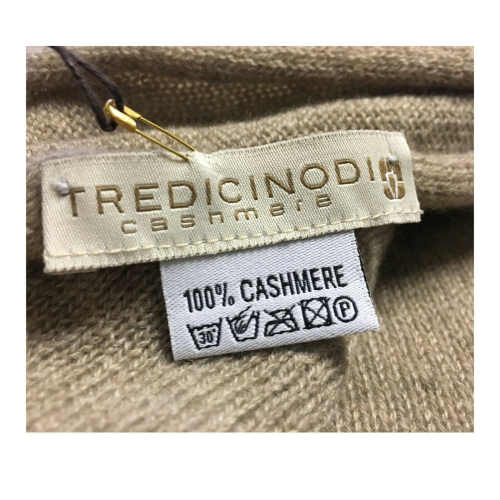 TREDICINODI
cashmere
100% CASHMERE
30°
P